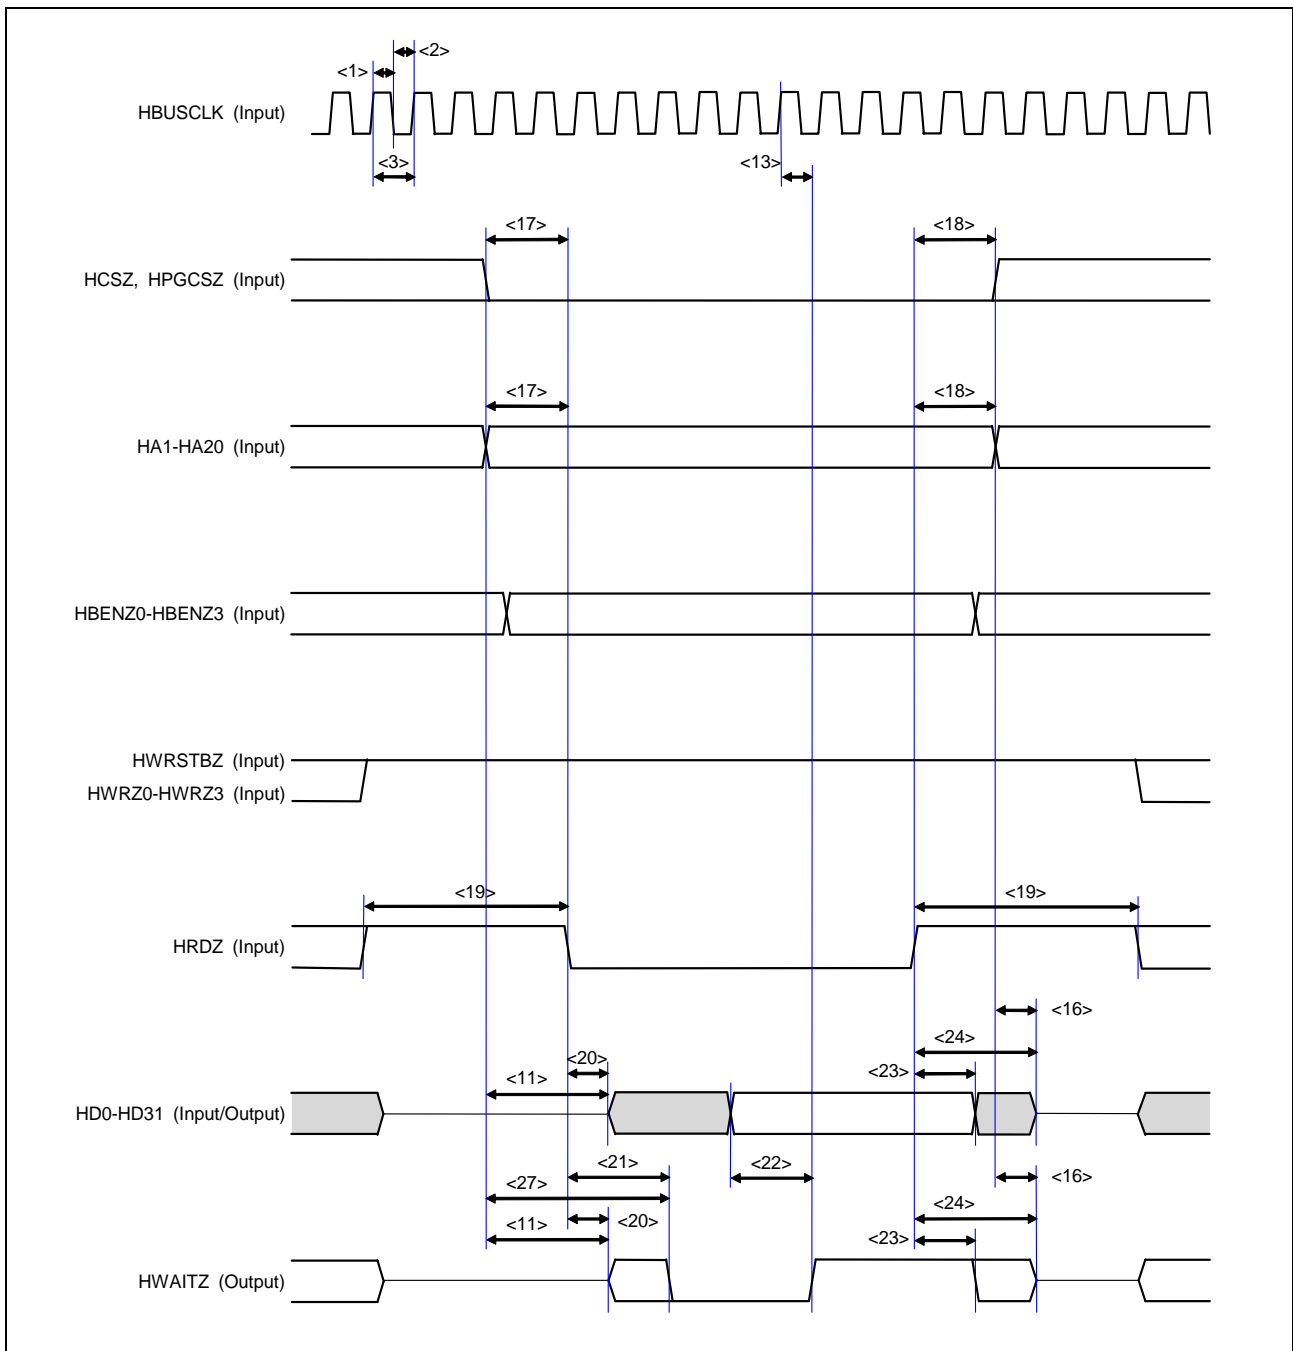 <2>
<1>
HBUSCLK (Input)
<3>
<13>
<17>
<18>
HCSZ, HPGCSZ (Input)
<17>
<18>
HA1-HA20 (Input)
HBENZ0-HBENZ3 (Input)
HWRSTBZ (Input)
HWRZ0-HWRZ3 (Input)
<19>
<19>
HRDZ (Input)
<16>
<24>
<20>
<23>
<11>
HD0-HD31 (Input/Output)
<21>
<22>
<16>
<27>
<24>
<11>
<20>
<23>
HWAITZ (Output)